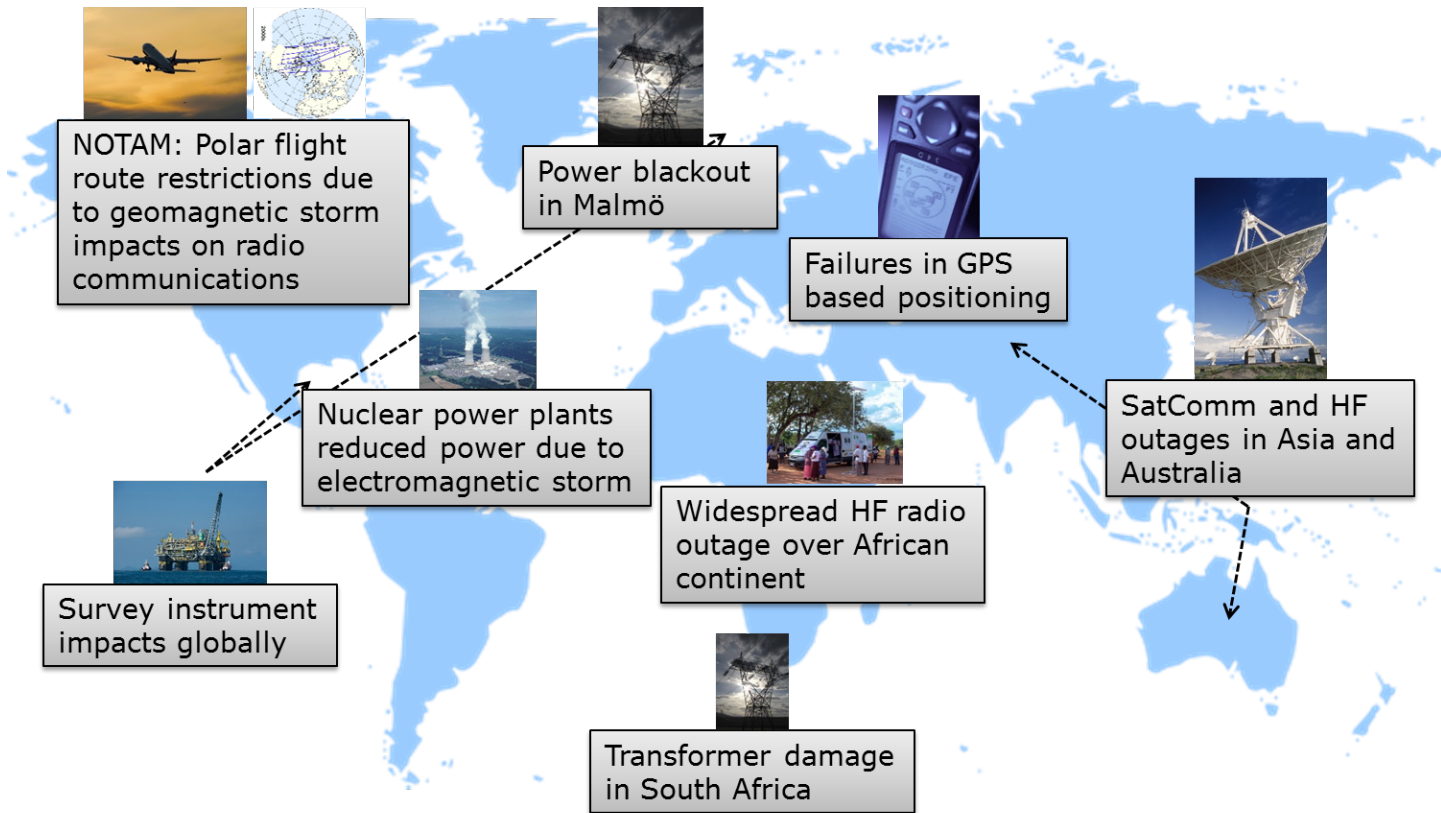 2000s
NOTAM: Polar flight
route restrictions due
to geomagnetic storm
impacts on radio
communications
Power blackout
in Malmö
GPS
Failures in GPS
based positioning
Nuclear power plants
reduced power due to
electromagnetic storm
SatComm and HF
outages in Asia and
Australia
Widespread HF radio
outage over African
continent
Survey instrument
impacts globally
Transformer damage
in South Africa